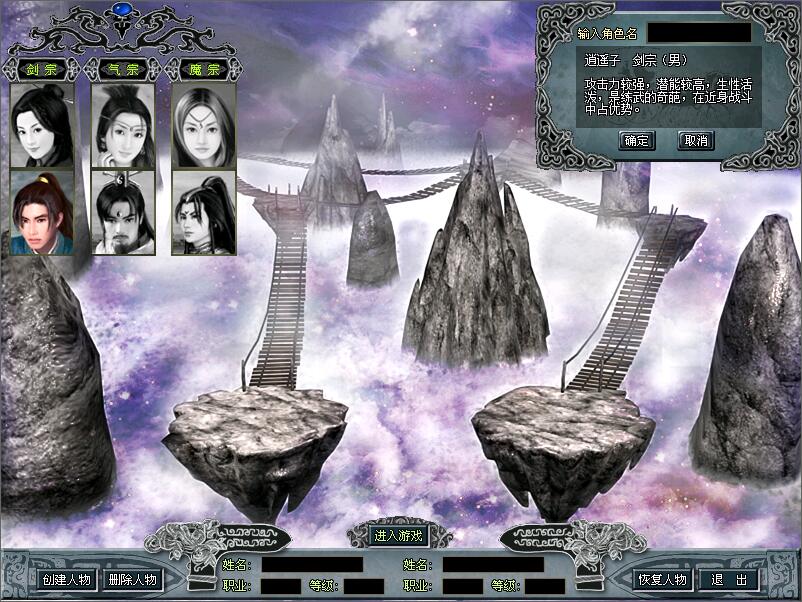 剑 宗
气 宗
魔 宗
输入角色名
逍遥子 剑宗（男）
攻击力较强，潜能较高，生性活
泼，是练武的奇葩，在近身战斗
中占优势。
确定
取消
进入游戏
姓名:
姓名:
创建人物
删除人物
职业:
等级:
职业:
等级:
恢复人物
退 出